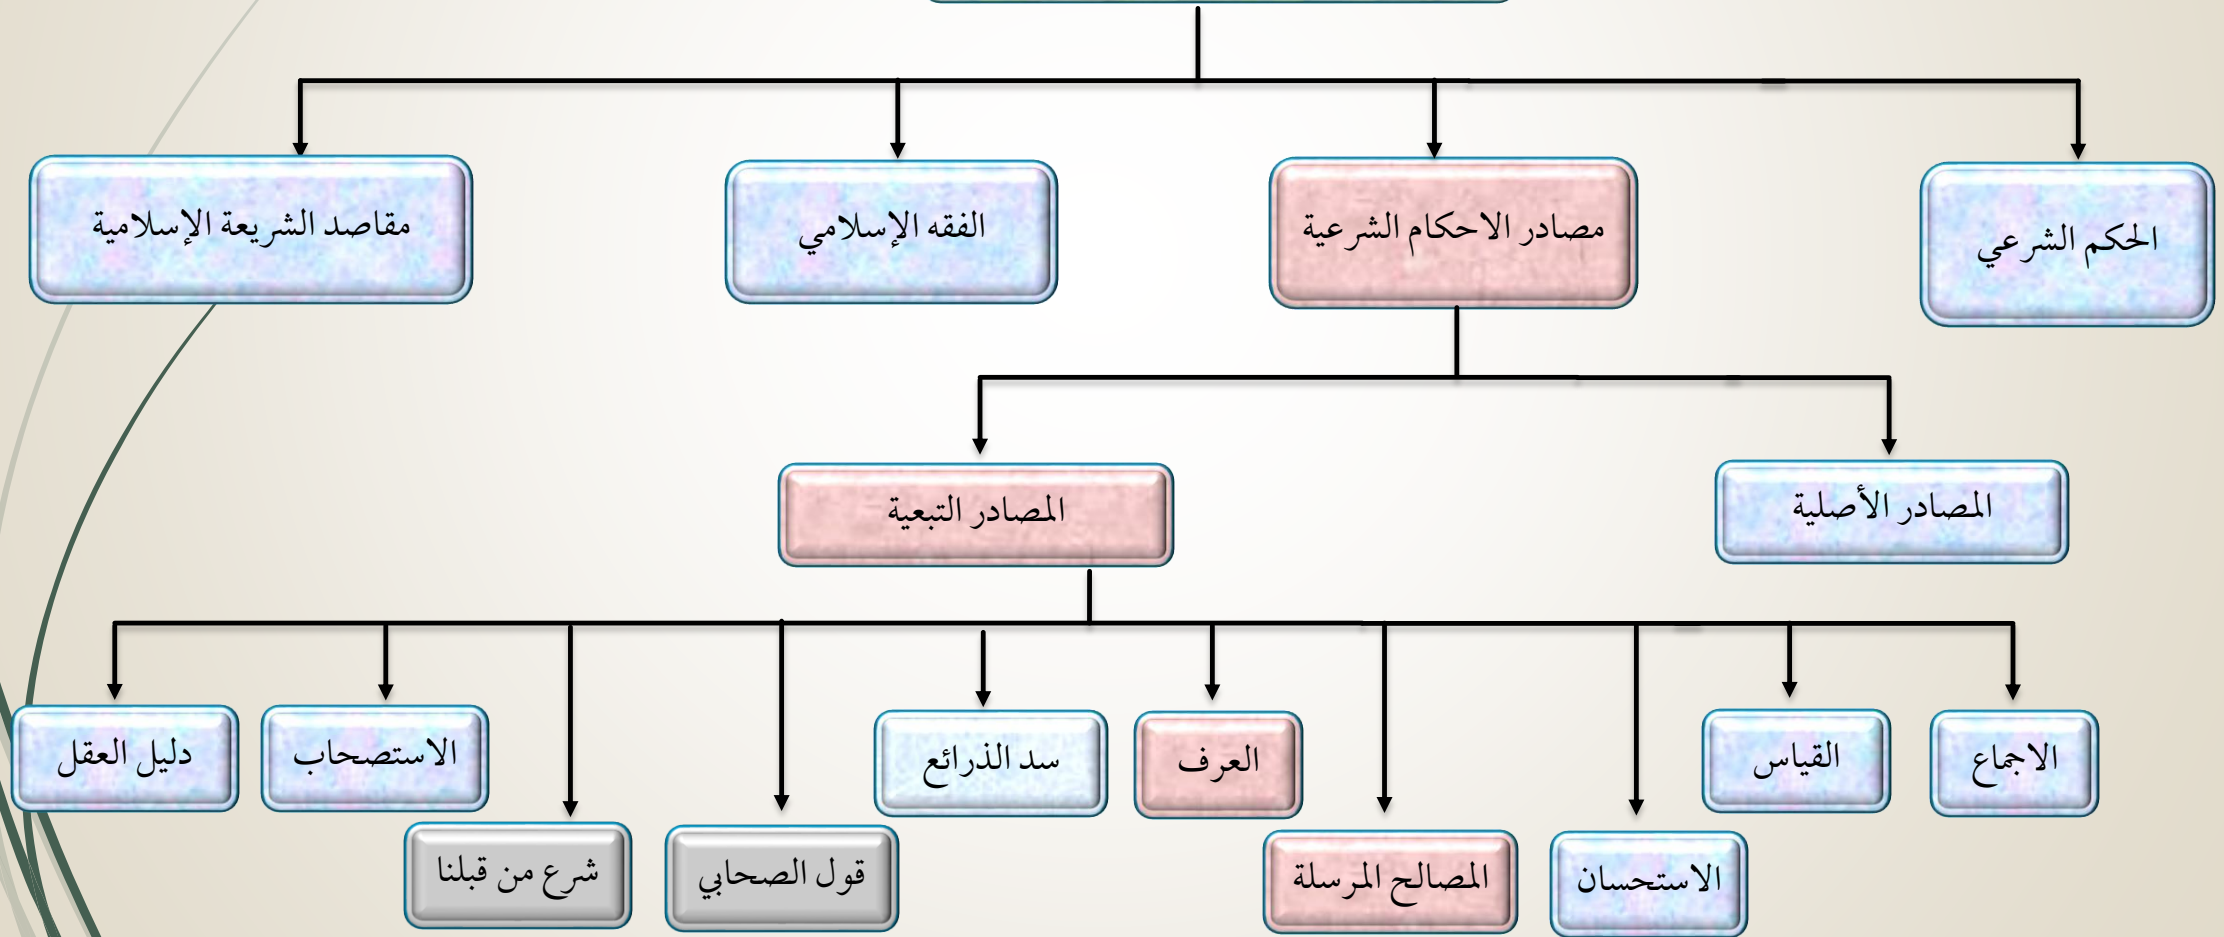 الحكم الشرعي
مصادر الاحكام الشرعية
الفقه الإسلامي
مقاصد الشريعة الإسلامية
المصادر الأصلية
المصادر التبعية
الاجماع
القياس
الاستحسان
المصالح المرسلة
العرف
سد الذرائع
قول الصحابي
شرع من قبلنا
الاستصحاب
دليل العقل